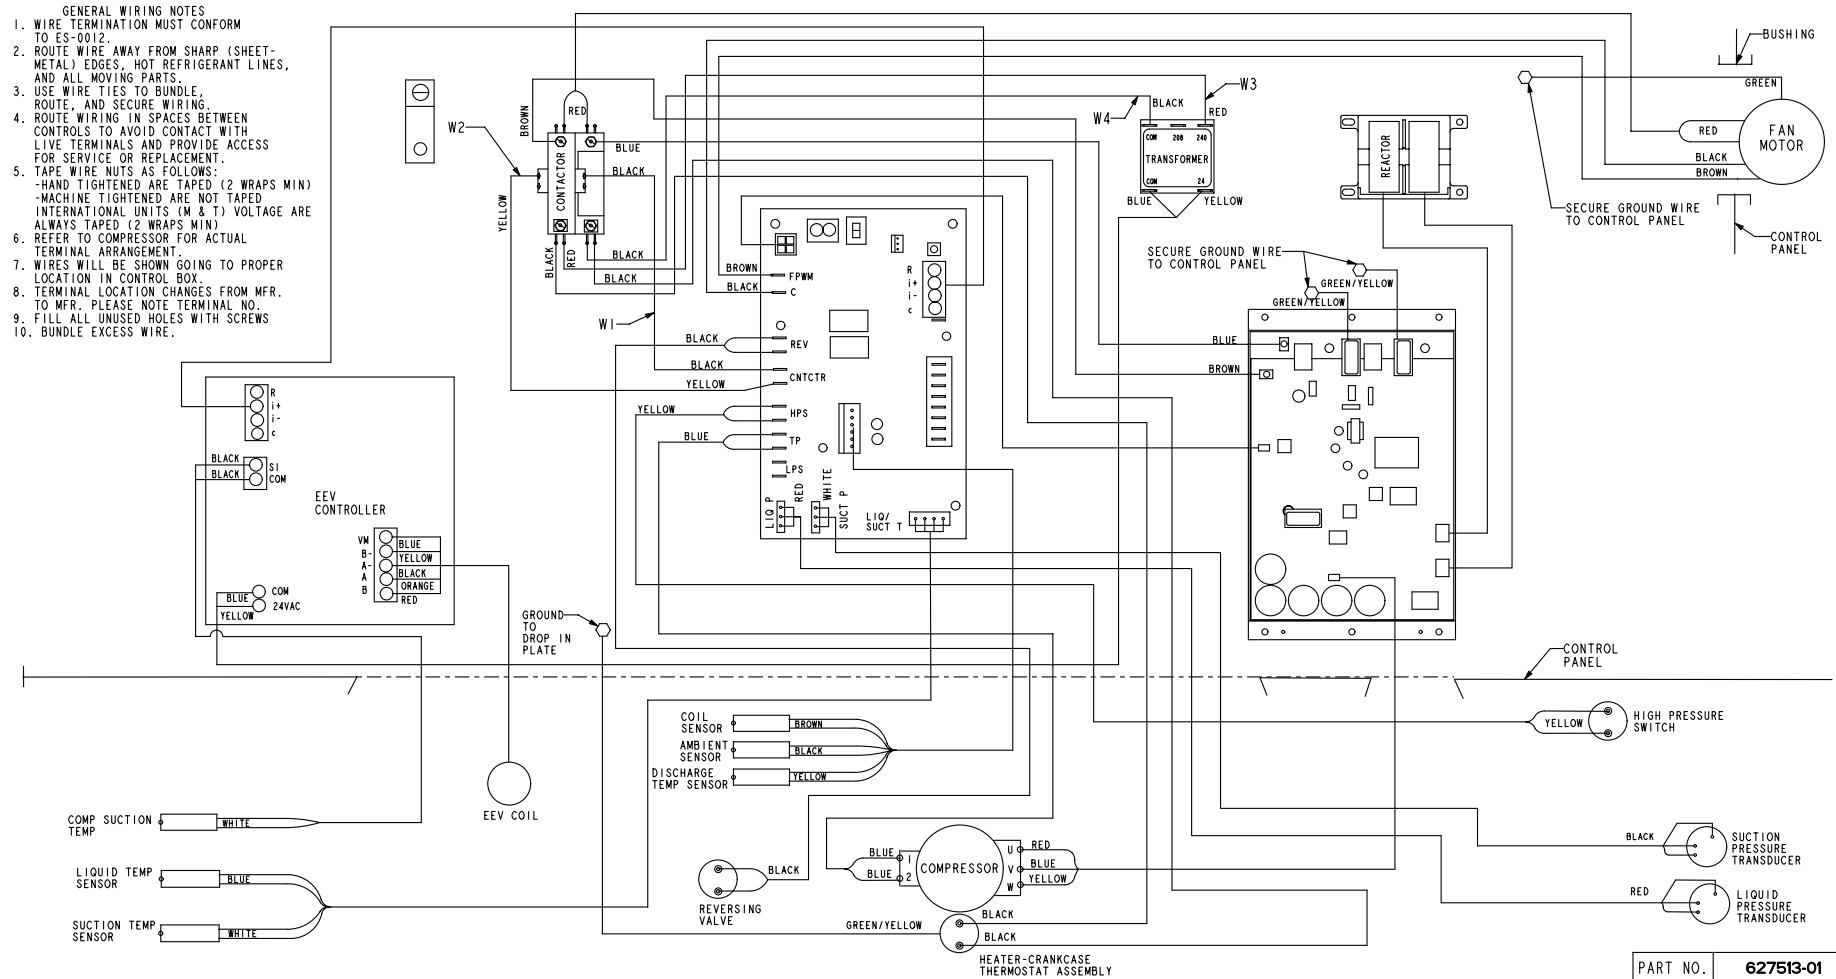 GENERAL WIRING NOTES
1. WIRE TERMINATION MUST CONFORM
TO ES-0012.
2. ROUTE WIRE AWAY FROM SHARP (SHEET-
METAL) EDGES, HOT REFRIGERANT LINES,
AND ALL MOVING PARTS.
3. USE WIRE TIES TO BUNDLE,
ROUTE, AND SECURE WIRING.
4. ROUTE WIRING IN SPACES BETWEEN
CONTROLS TO AVOID CONTACT WITH
LIVE TERMINALS AND PROVIDE ACCESS
FOR SERVICE OR REPLACEMENT.
5. TAPE WIRE NUTS AS FOLLOWS:
-HAND TIGHTENED ARE TAPED (2 WRAPS MIN)
-MACHINE TIGHTENED ARE NOT TAPED
INTERNATIONAL UNITS (M & T) VOLTAGE ARE
ALWAYS TAPED (2 WRAPS MIN)
6. REFER TO COMPRESSOR FOR ACTUAL
TERMINAL ARRANGEMENT.
7. WIRES WILL BE SHOWN GOING TO PROPER
LOCATION IN CONTROL BOX.
8. TERMINAL LOCATION CHANGES FROM MFR.
TO MFR. PLEASE NOTE TERMINAL NO.
9. FILL ALL UNUSED HOLES WITH SCREWS
10. BUNDLE EXCESS WIRE.
W2
BROWN
RED
BLUE
BLACK
CONTACTOR
YELLOW
BLACK
RED
BLACK
BLACK
W1
W4
BLACK
W3
RED
COM 208 240
TRANSFORMER
COM 24
BLUE
YELLOW
REACTOR
BUSHING
GREEN
FAN
MOTOR
RED
BLACK
BROWN
SECURE GROUND WIRE
TO CONTROL PANEL
CONTROL
PANEL
SECURE GROUND WIRE
TO CONTROL PANEL
GREEN/YELLOW
GREEN/YELLOW
BLUE
BROWN
BROWN
FPWM
BLACK
C
R
i+
i-
c
BLACK
REV
BLACK
CNTCTR
YELLOW
YELLOW
HPS
BLUE
TP
LPS
LIQ P
RED
WHITE
SUCT P
LIQ/
SUCT T
R
i+
i-
c
BLACK
S1
BLACK
COM
EEV
CONTROLLER
VM
BLUE
B-
YELLOW
A-
BLACK
A
ORANGE
B
RED
COM
BLUE
24VAC
YELLOW
GROUND
TO
DROP IN
PLATE
CONTROL
PANEL
COIL
SENSOR
BROWN
AMBIENT
SENSOR
BLACK
DISCHARGE
TEMP SENSOR
YELLOW
YELLOW
HIGH PRESSURE
SWITCH
EEV COIL
COMP SUCTION
TEMP
WHITE
LIQUID TEMP
SENSOR
BLUE
SUCTION TEMP
SENSOR
WHITE
REVERSING
VALVE
BLACK
BLUE
1
BLUE
2
COMPRESSOR
U
RED
V
BLUE
W
YELLOW
GREEN/YELLOW
BLACK
BLACK
HEATER-CRANKCASE
THERMOSTAT ASSEMBLY
BLACK
SUCTION
PRESSURE
TRANSDUCER
RED
LIQUID
PRESSURE
TRANSDUCER
PART NO. 627513-01